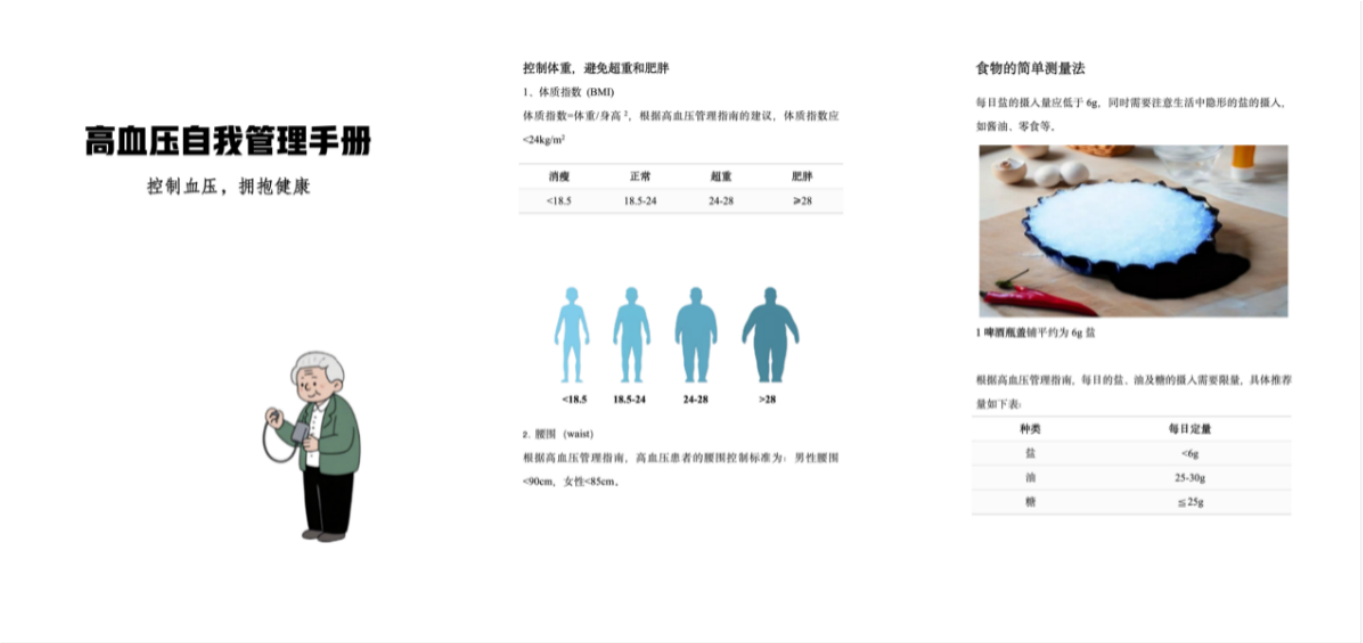 高血压自我管理手册
控制血压，拥抱健康
控制体重，避免超重和肥胖
1、体质指数 (BMI)
体质指数=体重/身高²，根据高血压管理指南的建议，体质指数应
<24kg/m²
消瘦 正常 超重 肥胖
<18.5 18.5-24 24-28 ⩾28
<18.5 18.5-24 24-28 >28
2. 腰围 (waist)
根据高血压管理指南，高血压患者的腰围控制标准为：男性腰围
<90cm，女性<85cm。
食物的简单测量法
每日盐的摄入量应低于 6g，同时需要注意生活中隐形的盐的摄入，
如酱油、零食等。
1 啤酒瓶盖铺平约为 6g 盐
根据高血压管理指南，每日的盐、油及糖的摄入需要限量，具体推荐
量如下表：
种类 每日定量
盐 <6g
油 25-30g
糖 ≦25g